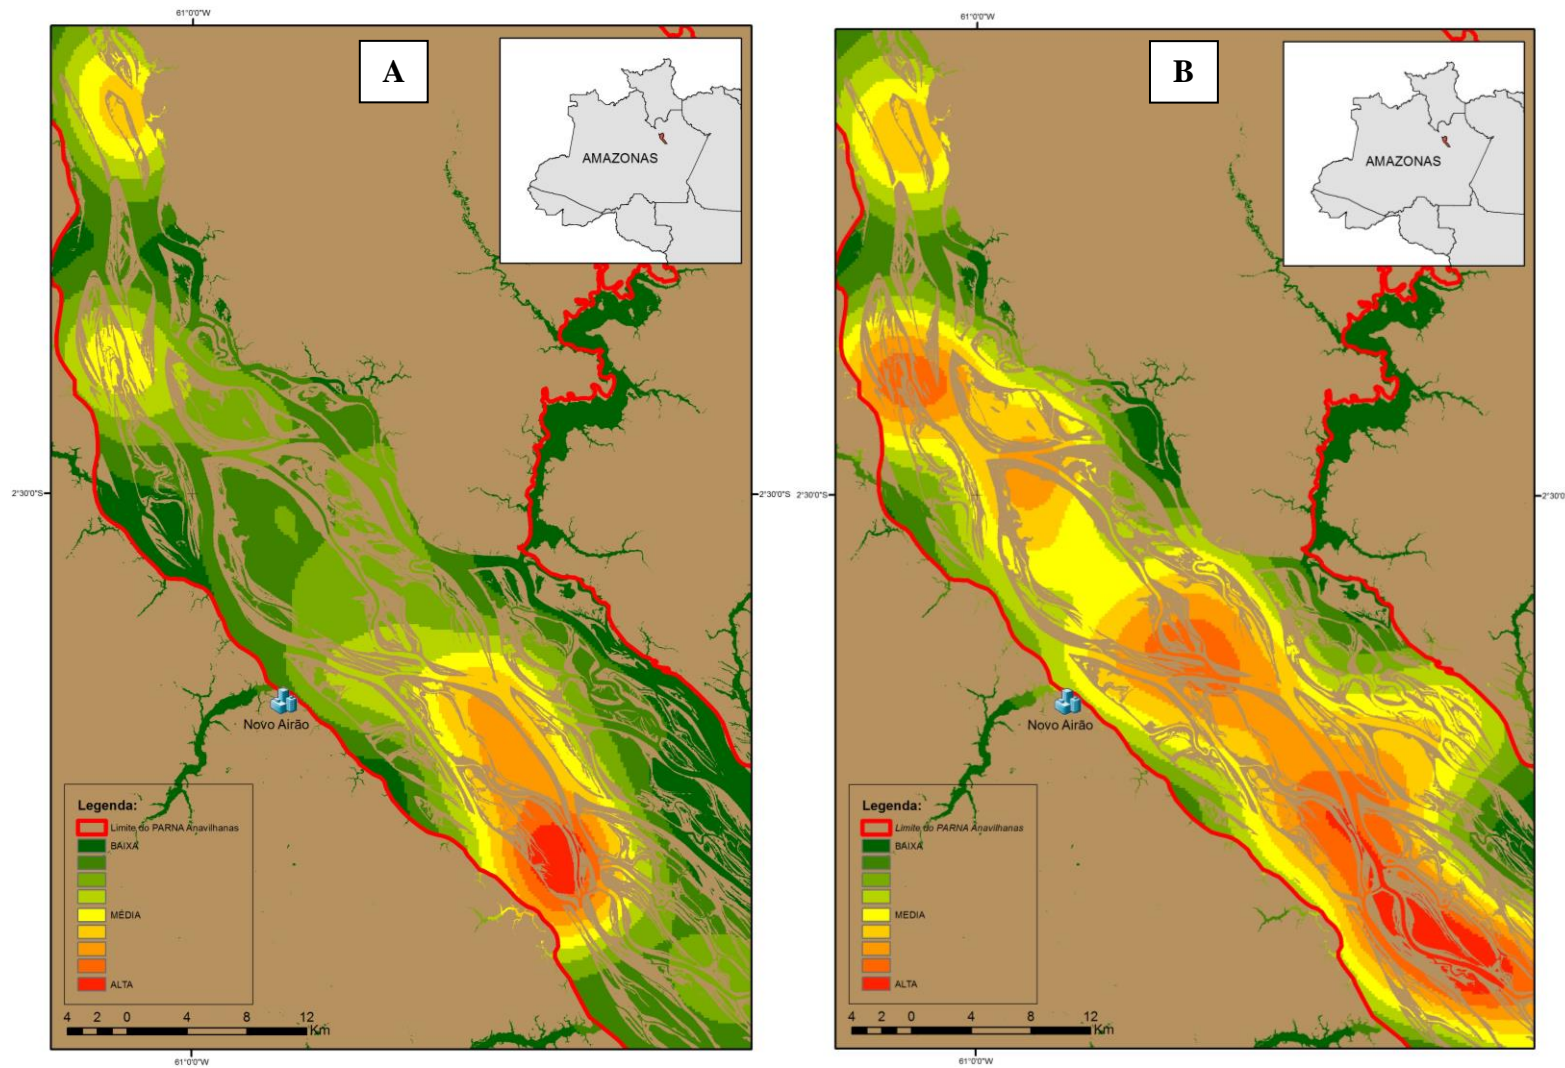 61°0'0"W
A
AMAZONAS
2°30'0"S
Novo Airão
Legenda:
Limite do PARNA Anavilhanas
BAIXA
MÉDIA
ALTA
4 2 0 4 8 12
Km
61°0'0"W
61°0'0"W
B
AMAZONAS
2°30'0"S
2°30'0
Novo Airão
Legenda:
Limite do PARNA Anavilhanas
BAIXA
MEDIA
ALTA
4 2 0 4 8 12
Km
61°0'0"W